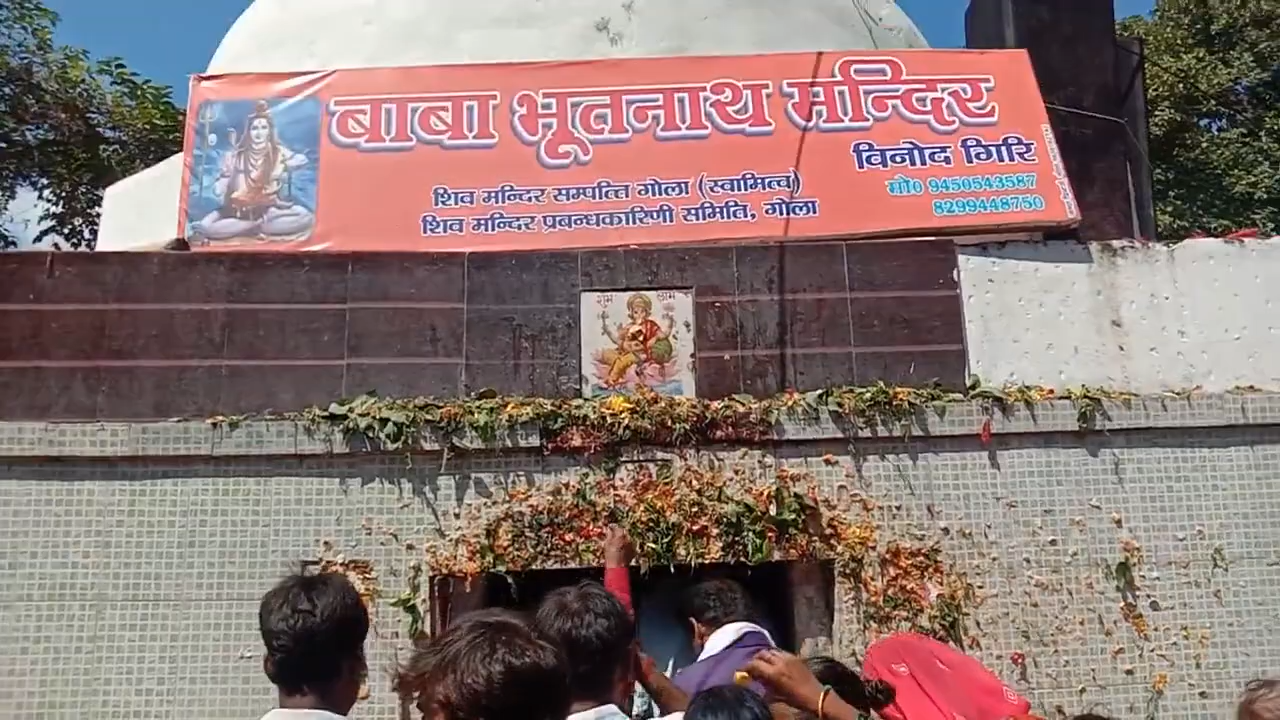 बाबा भूतनाथ मन्दिर
विनोद गिरि
शिव मन्दिर सम्पत्ति गोला (स्वामित्व)
मो० 9450543587
शिव मन्दिर प्रबन्धकारिणी समिति, गोला
8299448750
शुभ लाभ